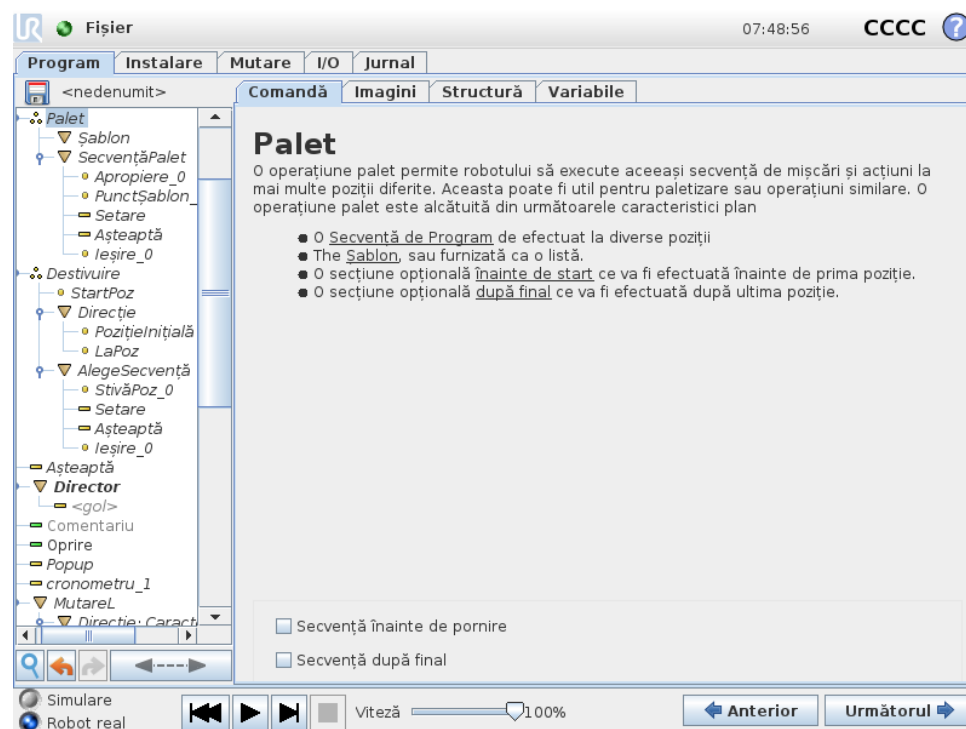 UR Fișier 07:48:56 CCCC ?
Program Instalare Mutare I/O Jurnal
<nedenumit>
Comandă Imagini Structură Variabile
Palet
Șablon
SecvențăPalet
Apropiere_0
PunctȘablon_
Setare
Așteaptă
Ieșire_0
Destivuire
StartPoz
Direcție
PozițieInițială
LaPoz
AlegeSecvență
StivăPoz_0
Setare
Așteaptă
Ieșire_0
Așteaptă
Director
<gol>
Comentariu
Oprire
Popup
cronometru_1
MutareL
Direcție: Caract
Palet
O operațiune palet permite robotului să execute aceeași secvență de mișcări și acțiuni la
mai multe poziții diferite. Aceasta poate fi util pentru paletizare sau operațiuni similare. O
operațiune palet este alcătuită din următoarele caracteristici plan
O Secvență de Program de efectuat la diverse poziții
The Șablon, sau furnizată ca o listă.
O secțiune opțională înainte de start ce va fi efectuată înainte de prima poziție.
O secțiune opțională după final ce va fi efectuată după ultima poziție.
Secvență înainte de pornire
Secvență după final
Simulare
Robot real
Viteză 100%
Anterior Următorul